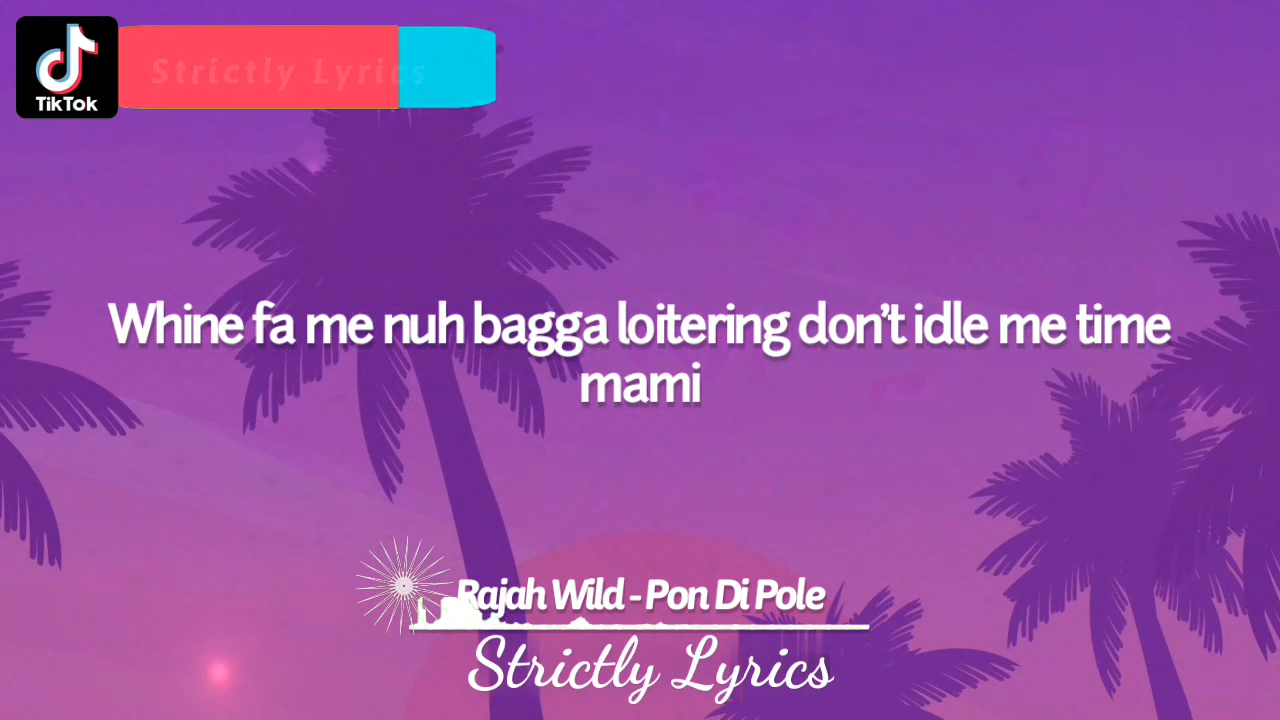 Strictly Lyrics
TikTok
Whine fa me nuh bagga loitering don't idle me time
mami
Rajah Wild - Pon Di Pole
Strictly Lyrics